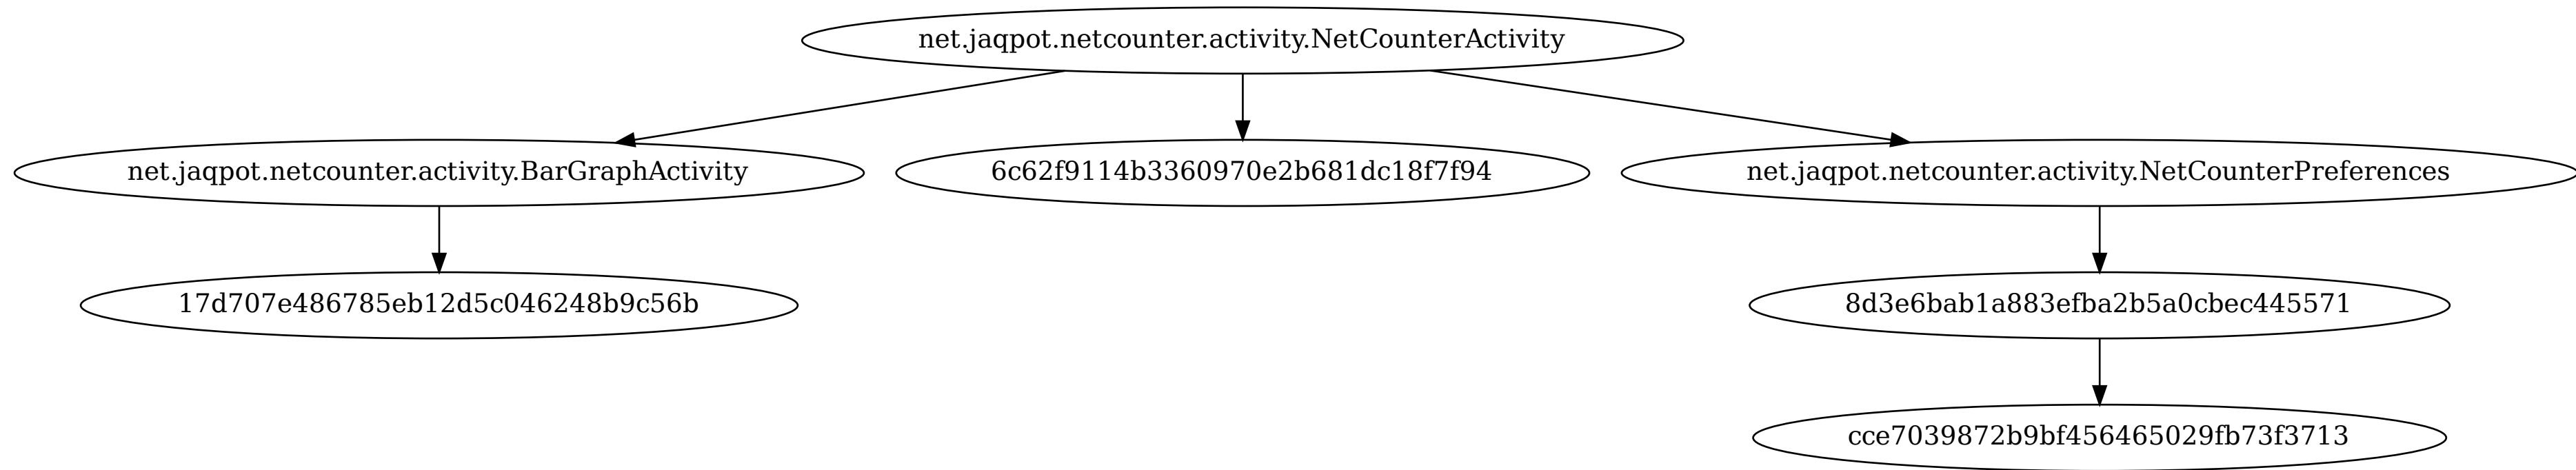 net.jaqpot.netcounter.activity.NetCounterActivity
net.jaqpot.netcounter.activity.BarGraphActivity
6c62f9114b3360970e2b681dc18f7f94
net.jaqpot.netcounter.activity.NetCounterPreferences
17d707e486785eb12d5c046248b9c56b
8d3e6bab1a883efba2b5a0cbec445571
cce7039872b9bf456465029fb73f3713